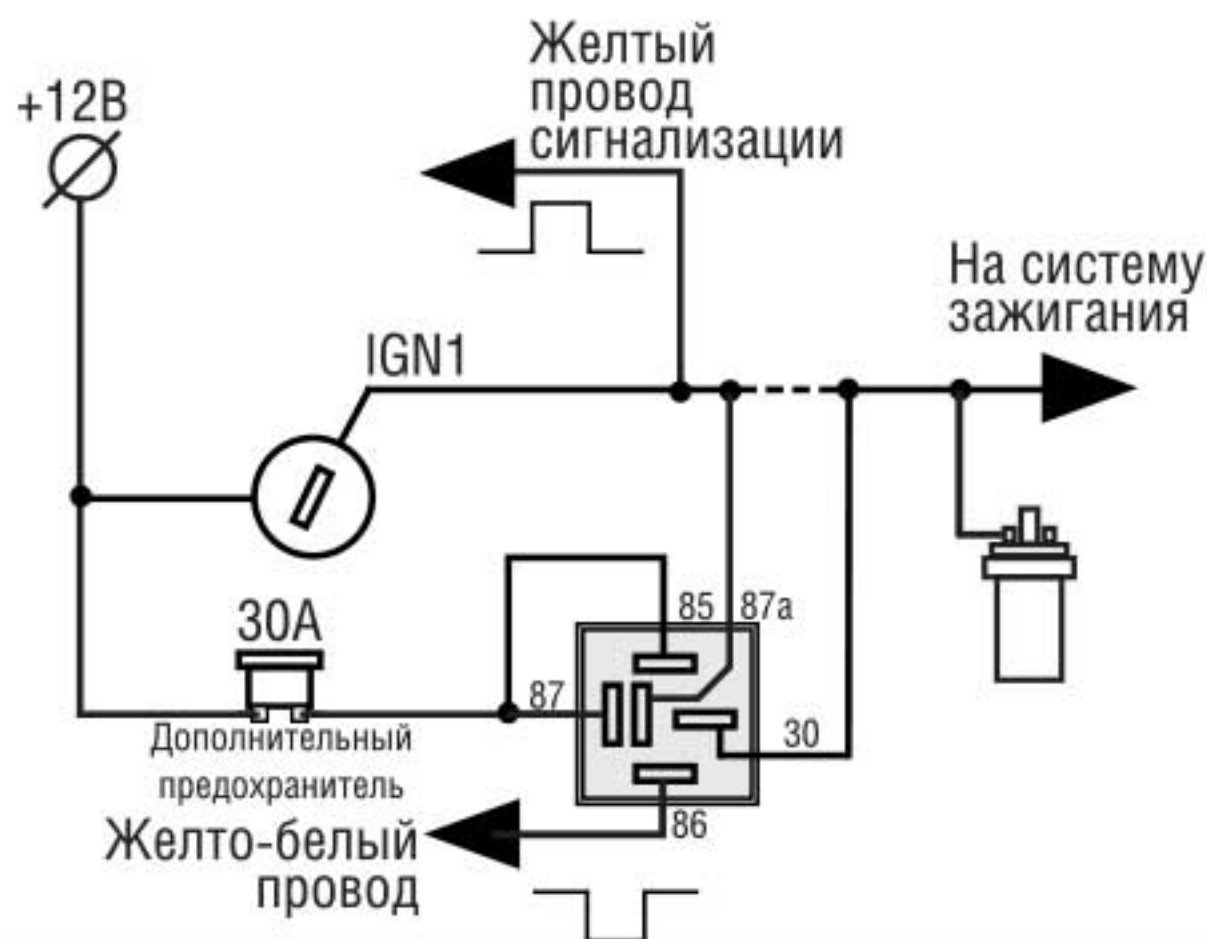 Желтый
провод
сигнализации
+12В
На систему
зажигания
IGN1
30А
85
87а
87
30
Дополнительный
предохранитель
86
Желто-белый
провод